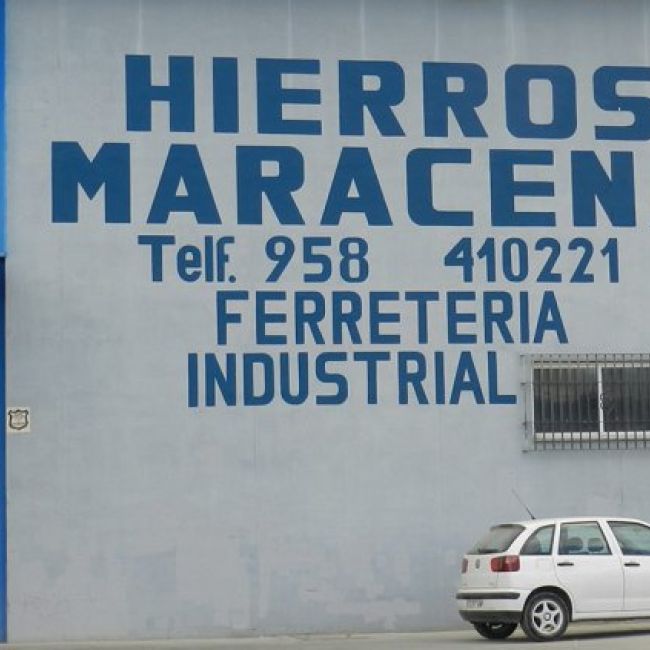 HIERROS
MARACEN
Telf. 958 410221
FERRETERIA
INDUSTRIAL